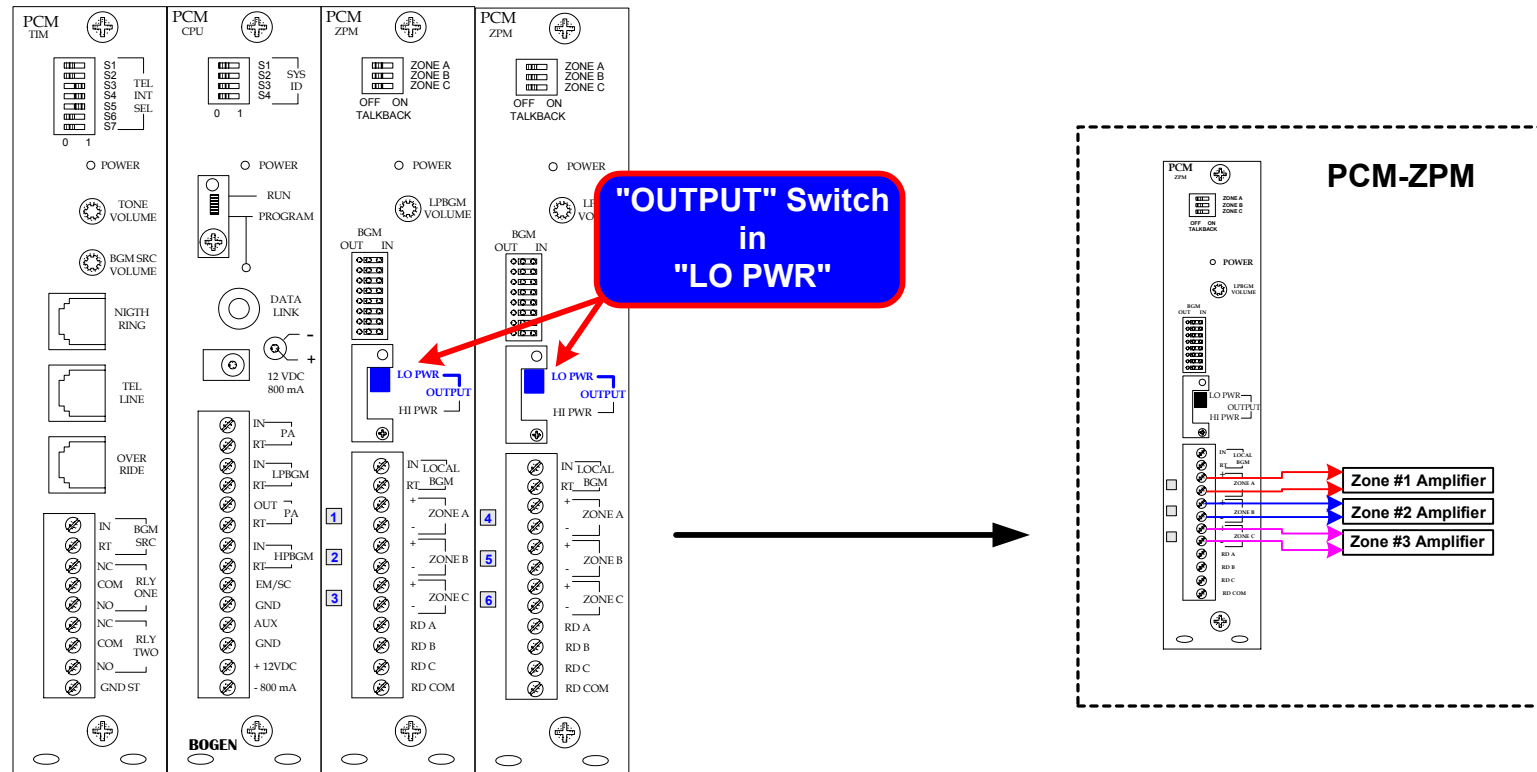 PCM
TIM
S1
S2
S3
S4
S5
S6
S7
TEL
INT
SEL
0 1
POWER
TONE
VOLUME
BGM SRC
VOLUME
NIGTH
RING
TEL
LINE
OVER
RIDE
IN
RT
BGM
SRC
NC
COM
NO
RLY
ONE
NC
COM
NO
RLY
TWO
GND ST
PCM
CPU
S1
S2
S3
S4
SYS
ID
0 1
POWER
RUN
PROGRAM
DATA
LINK
-
+
12 VDC
800 mA
IN
PA
RT
IN
LPBGM
RT
OUT
PA
RT
IN
HPBGM
RT
EM/SC
GND
AUX
GND
+ 12VDC
- 800 mA
BOGEN
PCM
ZPM
ZONE A
ZONE B
ZONE C
OFF ON
TALKBACK
POWER
LPBGM
VOLUME
BGM
OUT IN
LO PWR
OUTPUT
HI PWR
IN
RT
LOCAL
BGM
+
ZONE A
-
+
ZONE B
-
+
ZONE C
-
RD A
RD B
RD C
RD COM
1
2
3
PCM
ZPM
ZONE A
ZONE B
ZONE C
OFF ON
TALKBACK
POWER
BGM
OUT IN
LO PWR
OUTPUT
HI PWR
IN
RT
LOCAL
BGM
+
ZONE A
-
+
ZONE B
-
+
ZONE C
-
RD A
RD B
RD C
RD COM
4
5
6
"OUTPUT" Switch
in
"LO PWR"
PCM-ZPM
PCM
ZPM
ZONE A
ZONE B
ZONE C
OFF ON
TALKBACK
POWER
LPBGM
VOLUME
BGM
OUT IN
LO PWR
OUTPUT
HI PWR
IN
RT
LOCAL
BGM
+
ZONE A
-
+
ZONE B
-
+
ZONE C
-
RD A
RD B
RD C
RD COM
Zone #1 Amplifier
Zone #2 Amplifier
Zone #3 Amplifier